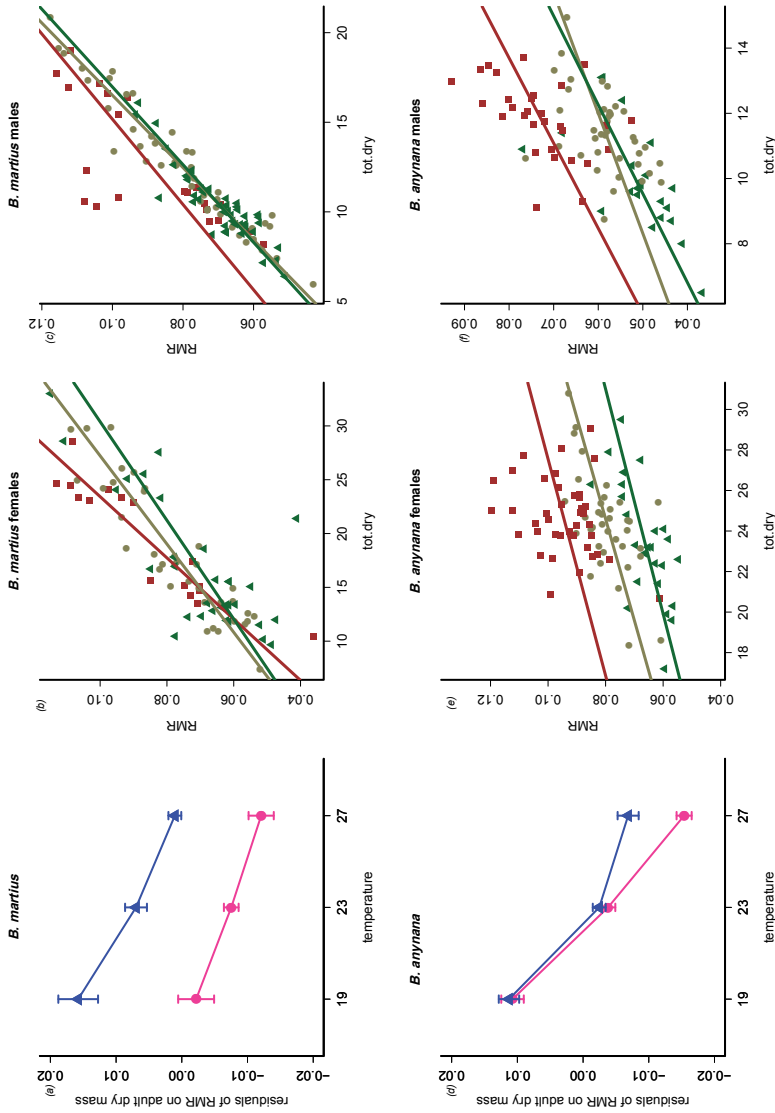 B. martius
(a)
residuals of RMR on adult dry mass
0.02
0.01
0.00
−0.01
−0.02
19
23
27
temperature
B. martius females
(b)
RMR
0.10
0.08
0.06
0.04
10
15
20
25
30
tot.dry
B. martius males
(c)
RMR
0.12
0.10
0.08
0.06
5
10
15
20
tot.dry
B. anynana
(d)
residuals of RMR on adult dry mass
0.02
0.01
0.00
−0.01
−0.02
19
23
27
temperature
B. anynana females
(e)
RMR
0.12
0.10
0.08
0.06
0.04
18
20
22
24
26
28
30
tot.dry
B. anynana males
(f)
RMR
0.09
0.08
0.07
0.06
0.05
0.04
8
10
12
14
tot.dry